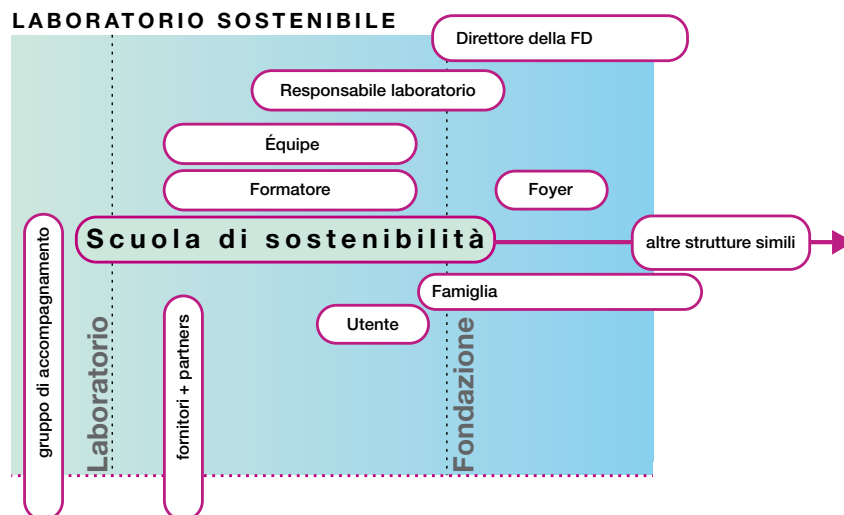 LABORATORIO SOSTENIBILE
Direttore della FD
Responsabile laboratorio
Équipe
Formatore
Foyer
Scuola di sostenibilità
altre strutture simili
Famiglia
Utente
gruppo di accompagnamento
Laboratorio
fornitori + partners
Fondazione